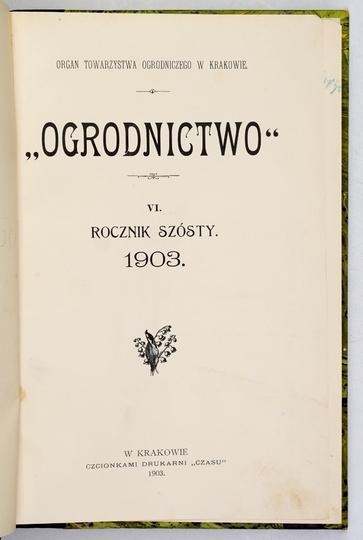 ORGAN TOWARZYSTWA OGRODNICZEGO W KRAKOWIE.
„OGRODNICTWO“
VI.
ROCZNIK SZÓSTY.
1903.
W KRAKOWIE
CZCIONKAMI DRUKARNI „CZASU“
1903.